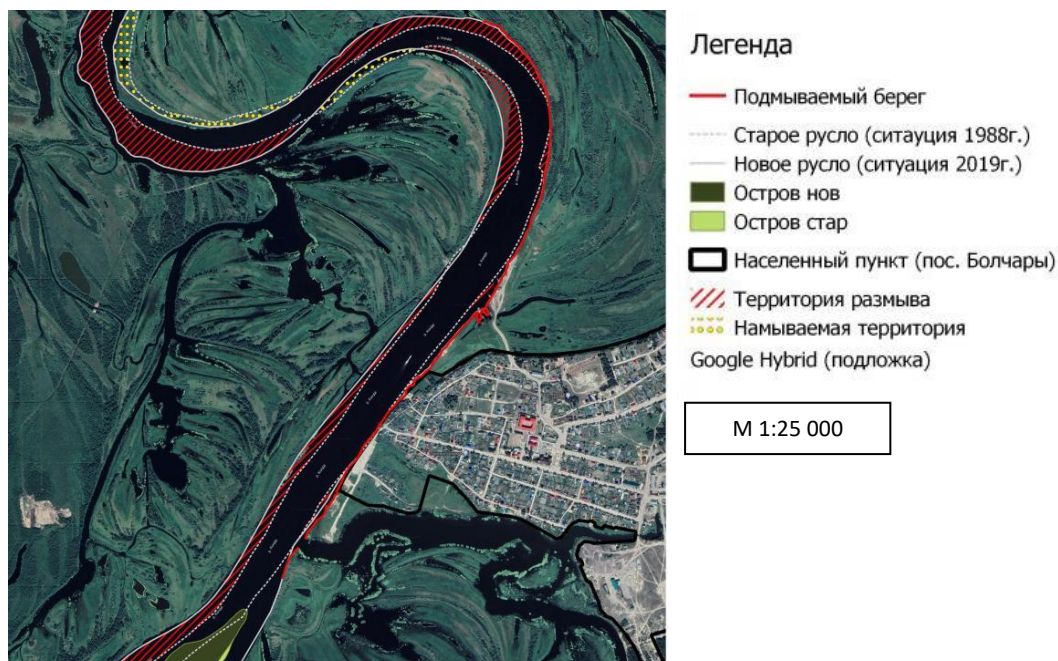 Легенда
Подмываемый берег
Старое русло (ситауция 1988г.)
Новое русло (ситуация 2019г.)
Остров нов
Остров стар
Населенный пункт (пос. Болчары)
Территория размыва
Намываемая территория
Google Hybrid (подложка)
М 1:25 000